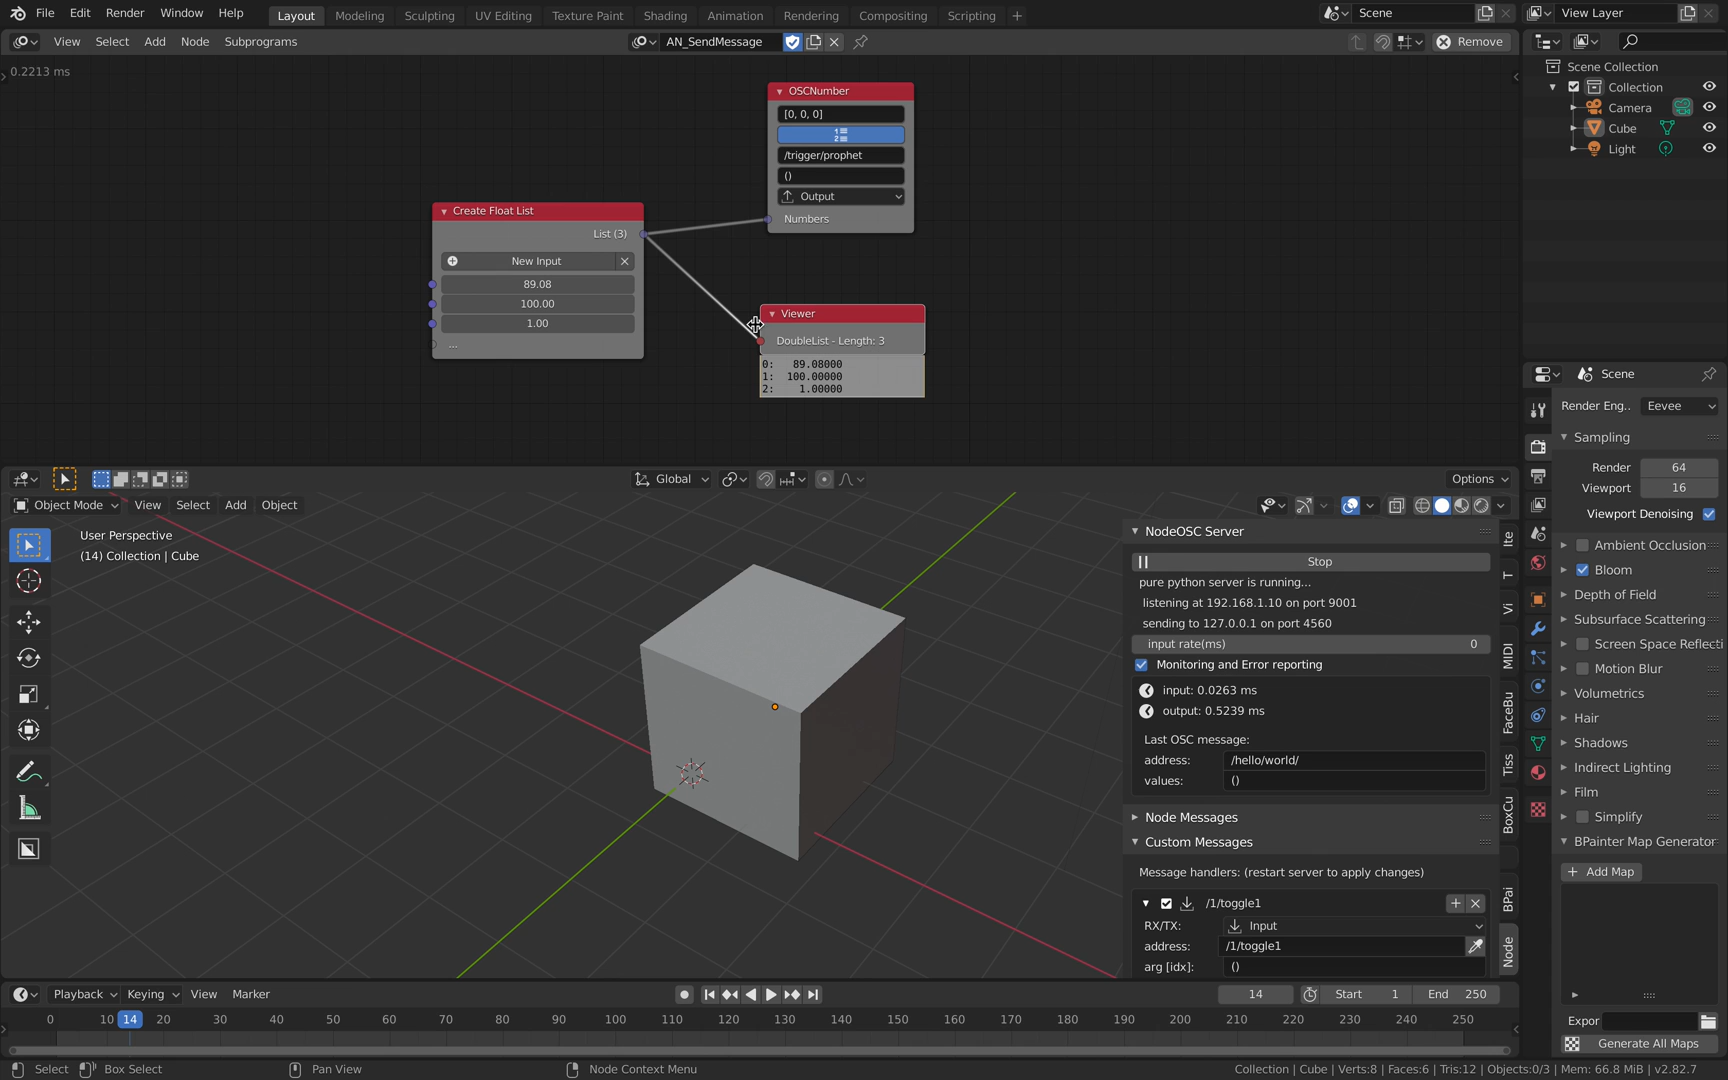 File Edit Render Window Help
Layout Modeling Sculpting UV Editing Texture Paint Shading Animation Rendering Compositing Scripting +
Scene
View Layer
View Select Add Node Subprograms
AN_SendMessage
Remove
0.2213 ms
OSCNumber
[0, 0, 0]
/trigger/prophet
()
Output
Numbers
Create Float List
List (3)
New Input
89.08
100.00
1.00
...
Viewer
DoubleList - Length: 3
0: 89.08000
1: 100.00000
2: 1.00000
Scene Collection
Collection
Camera
Cube
Light
Scene
Render Eng.. Eevee
Sampling
Render 64
Viewport 16
Viewport Denoising
Ambient Occlusion
Bloom
Depth of Field
Subsurface Scattering
Screen Space Reflecti
Motion Blur
Volumetrics
Hair
Shadows
Indirect Lighting
Film
Simplify
BPainter Map Generator
Add Map
Expor
Generate All Maps
Global
Options
Object Mode View Select Add Object
User Perspective
(14) Collection | Cube
NodeOSC Server
Stop
pure python server is running...
listening at 192.168.1.10 on port 9001
sending to 127.0.0.1 on port 4560
input rate(ms) 0
Monitoring and Error reporting
input: 0.0263 ms
output: 0.5239 ms
Last OSC message:
address: /hello/world/
values: ()
Node Messages
Custom Messages
Message handlers: (restart server to apply changes)
/1/toggle1
RX/TX: Input
address: /1/toggle1
arg [idx]: ()
Ite
T
Vi
MIDI
FaceBu
Tiss
BoxCu
BPai
Node
Playback Keying View Marker
14 Start 1 End 250
0 10 14 20 30 40 50 60 70 80 90 100 110 120 130 140 150 160 170 180 190 200 210 220 230 240 250
Select Box Select Pan View Node Context Menu
Collection | Cube | Verts:8 | Faces:6 | Tris:12 | Objects:0/3 | Mem: 66.8 MiB | v2.82.7